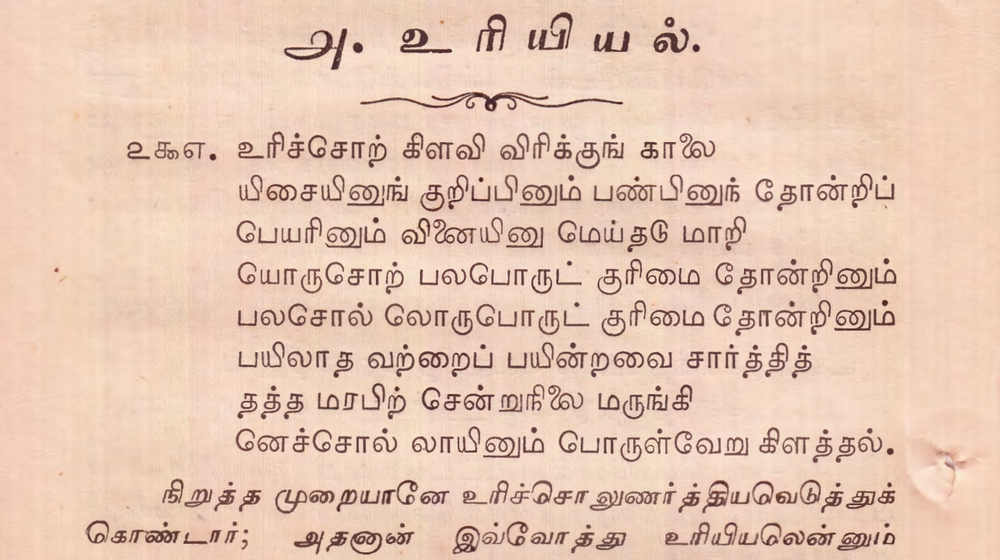 ௮. உரியியல்.
௨௯௭. உரிச்சொற் கிளவி விரிக்குங் காலை
யிசையினுங் குறிப்பினும் பண்பினுந் தோன்றிப்
பெயரினும் வினையினு மெய்தடு மாறி
யொருசொற் பலபொருட் குரிமை தோன்றினும்
பலசொல் லொருபொருட் குரிமை தோன்றினும்
பயிலாத வற்றைப் பயின்றவை சார்த்தித்
தத்த மரபிற் சென்றுநிலை மருங்கி
னெச்சொல் லாயினும் பொருள்வேறு கிளத்தல்.
நிறுத்த முறையானே உரிச்சொலுணர்த்தியவெடுத்துக்
கொண்டார்; அதனான் இவ்வோத்து உரியியலென்னும்